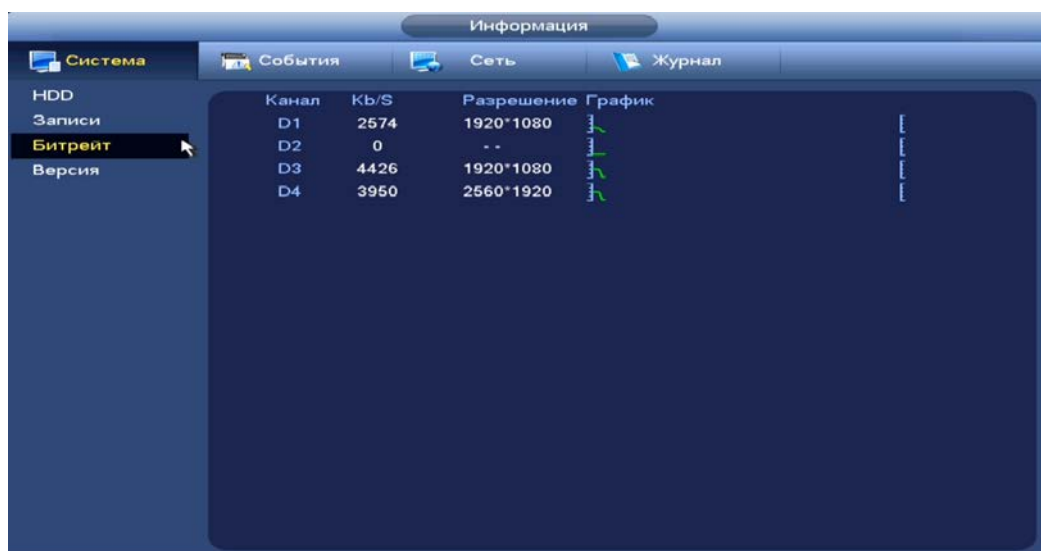 Информация
Система События Сеть Журнал
HDD
Записи
Битрейт
Версия
Канал Kb/S Разрешение График
D1 2574 1920*1080
D2 0 - -
D3 4426 1920*1080
D4 3950 2560*1920